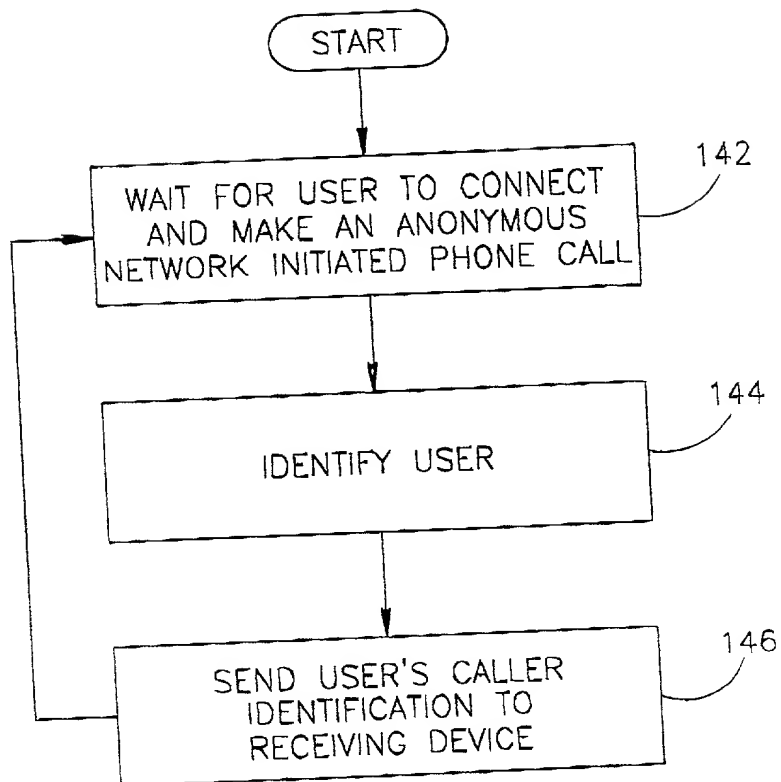 START
WAIT FOR USER TO CONNECT
AND MAKE AN ANONYMOUS
NETWORK INITIATED PHONE CALL
142
IDENTIFY USER
144
SEND USER'S CALLER
IDENTIFICATION TO
RECEIVING DEVICE
146